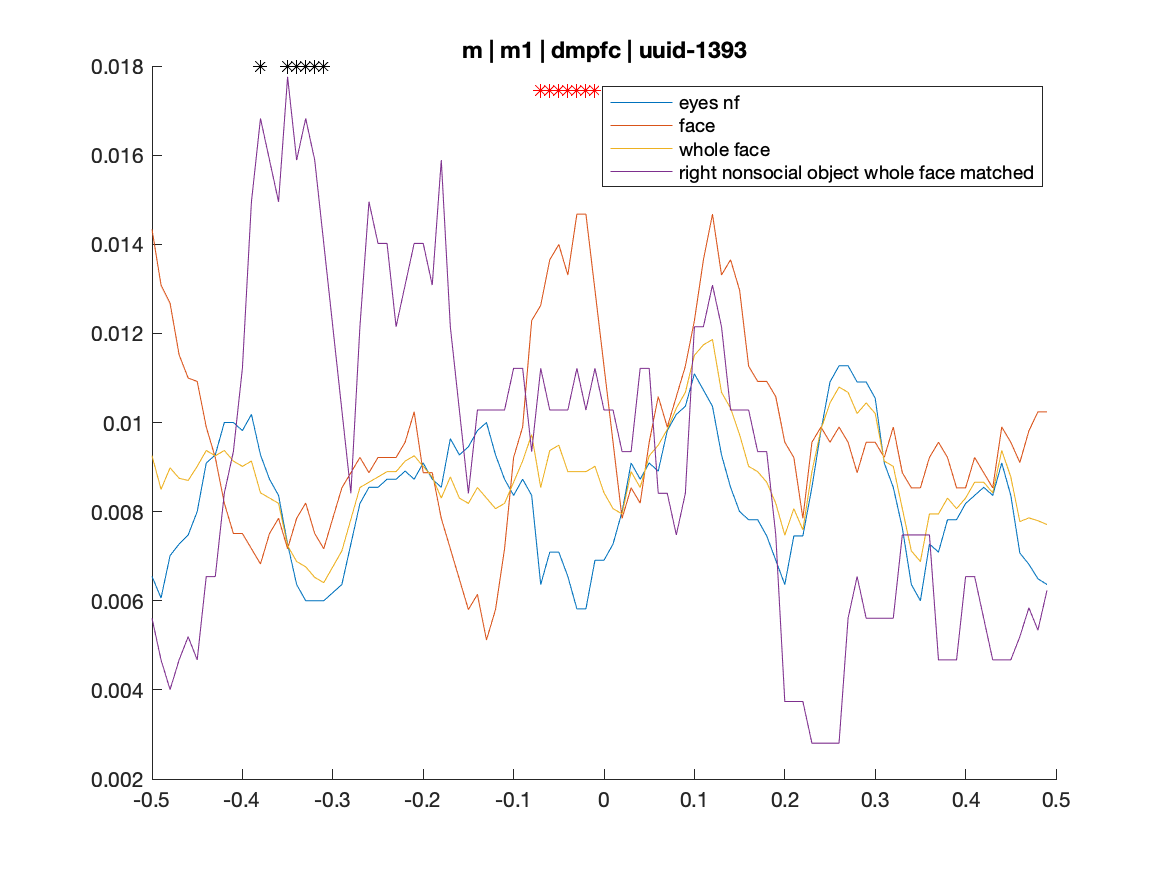 m | m1 | dmpfc | uuid-1393
0.018
0.016
0.014
0.012
0.01
0.008
0.006
0.004
0.002
eyes nf
face
whole face
right nonsocial object whole face matched
-0.5 -0.4 -0.3 -0.2 -0.1 0 0.1 0.2 0.3 0.4 0.5